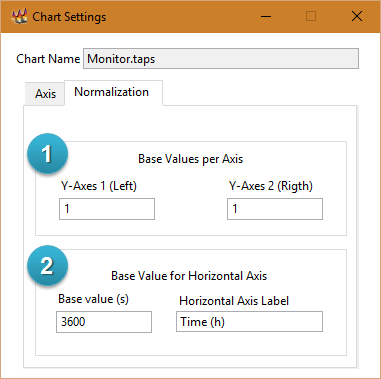 Chart Settings
Chart Name Monitor.taps
Axis Normalization
1
Base Values per Axis
Y-Axes 1 (Left) Y-Axes 2 (Rigth)
1 1
2
Base Value for Horizontal Axis
Base value (s) Horizontal Axis Label
3600 Time (h)